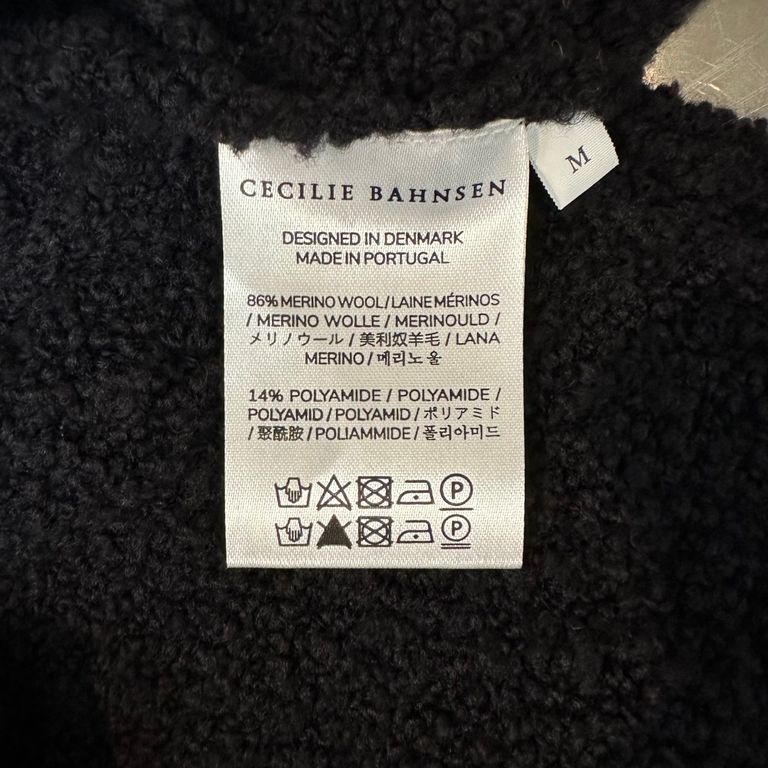 CECILIE BAHNSEN
M
DESIGNED IN DENMARK
MADE IN PORTUGAL
86% MERINO WOOL/LAINE MÉRINOS
/ MERINO WOLLE / MERINOULD /
メリノウール / 美利奴羊毛 / LANA
MERINO / 메리노 울
14% POLYAMIDE / POLYAMIDE /
POLYAMID / POLYAMID / ポリアミド
/ 聚酰胺 / POLIAMMIDE / 폴리아미드
P
P